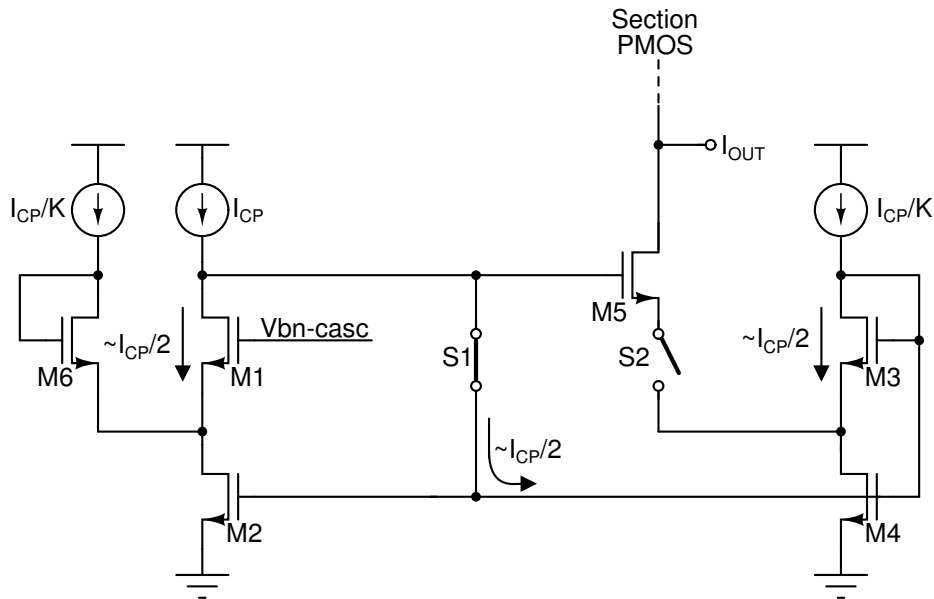 Section
PMOS
I_OUT
I_CP/K
I_CP
I_CP/K
M5
~I_CP/2
Vbn-casc
S1
S2
~I_CP/2
M6
M1
M3
~I_CP/2
M2
M4